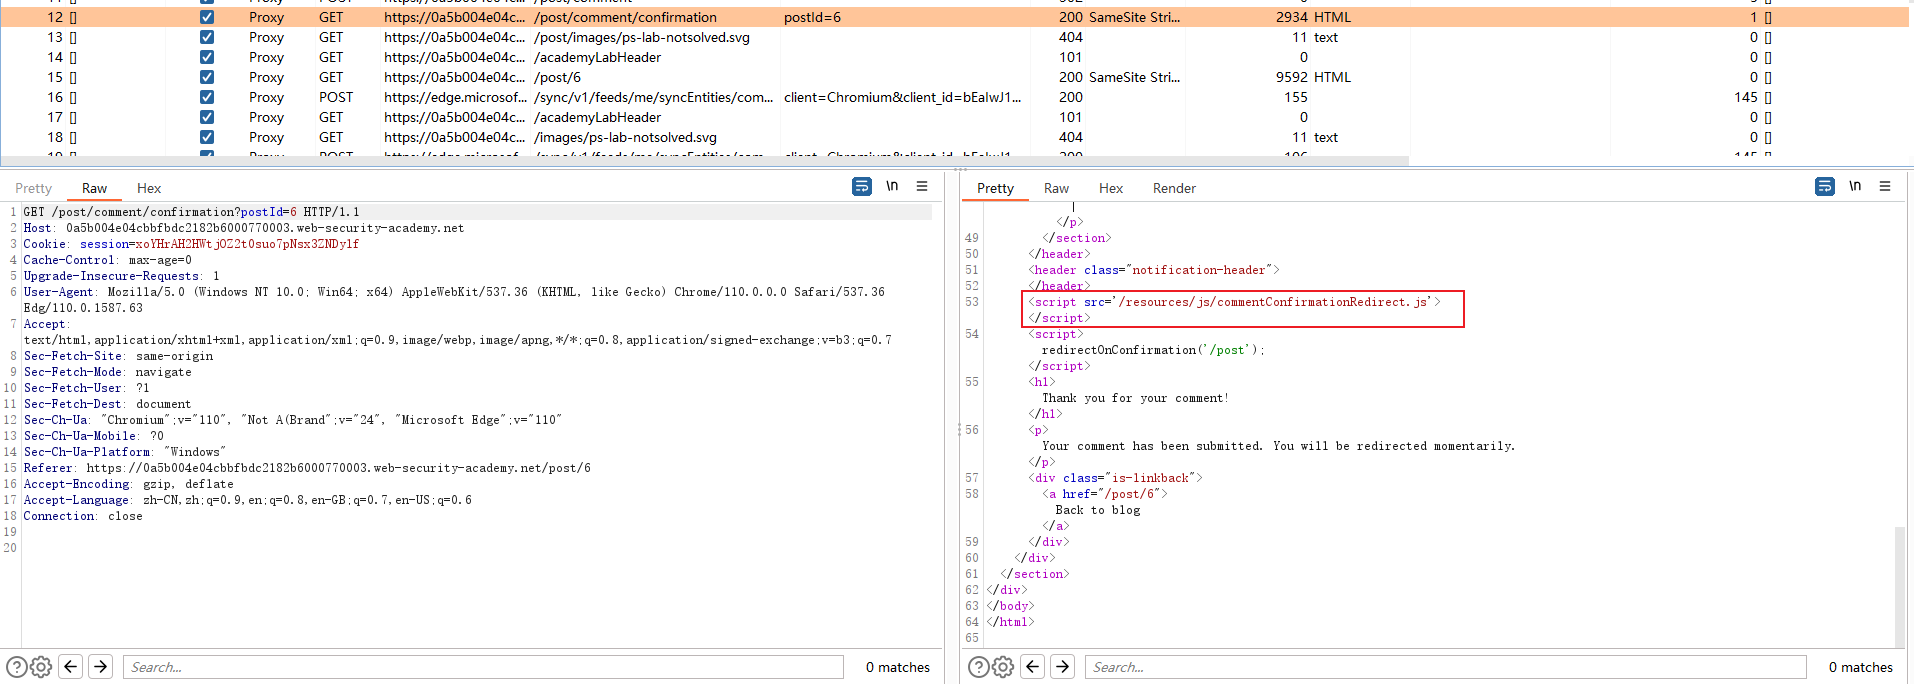 12 [] Proxy GET https://0a5b004e04c... /post/comment/confirmation postId=6 200 SameSite Stri... 2934 HTML 1 []
13 [] Proxy GET https://0a5b004e04c... /post/images/ps-lab-notsolved.svg 404 11 text 0 []
14 [] Proxy GET https://0a5b004e04c... /academyLabHeader 101 0 0 []
15 [] Proxy GET https://0a5b004e04c... /post/6 200 SameSite Stri... 9592 HTML 0 []
16 [] Proxy POST https://edge.microsof... /sync/v1/feeds/me/syncEntities/com... client=Chromium&client_id=bEaIwJ1... 200 155 145 []
17 [] Proxy GET https://0a5b004e04c... /academyLabHeader 101 0 0 []
18 [] Proxy GET https://0a5b004e04c... /images/ps-lab-notsolved.svg 404 11 text 0 []
Pretty Raw Hex \n
1 GET /post/comment/confirmation?postId=6 HTTP/1.1
2 Host: 0a5b004e04cbbfbdc2182b6000770003.web-security-academy.net
3 Cookie: session=xoYHrAH2HWtjOZ2t0suo7pNsx3ZNDylf
4 Cache-Control: max-age=0
5 Upgrade-Insecure-Requests: 1
6 User-Agent: Mozilla/5.0 (Windows NT 10.0; Win64; x64) AppleWebKit/537.36 (KHTML, like Gecko) Chrome/110.0.0.0 Safari/537.36
Edg/110.0.1587.63
7 Accept:
text/html,application/xhtml+xml,application/xml;q=0.9,image/webp,image/apng,*/*;q=0.8,application/signed-exchange;v=b3;q=0.7
8 Sec-Fetch-Site: same-origin
9 Sec-Fetch-Mode: navigate
10 Sec-Fetch-User: ?1
11 Sec-Fetch-Dest: document
12 Sec-Ch-Ua: "Chromium";v="110", "Not A(Brand";v="24", "Microsoft Edge";v="110"
13 Sec-Ch-Ua-Mobile: ?0
14 Sec-Ch-Ua-Platform: "Windows"
15 Referer: https://0a5b004e04cbbfbdc2182b6000770003.web-security-academy.net/post/6
16 Accept-Encoding: gzip, deflate
17 Accept-Language: zh-CN,zh;q=0.9,en;q=0.8,en-GB;q=0.7,en-US;q=0.6
18 Connection: close
19
20
Search... 0 matches
Pretty Raw Hex Render \n
|
</p>
49 </section>
50 </header>
51 <header class="notification-header">
52 </header>
53 <script src='/resources/js/commentConfirmationRedirect.js'>
</script>
54 <script>
redirectOnConfirmation('/post');
</script>
55 <h1>
Thank you for your comment!
</h1>
56 <p>
Your comment has been submitted. You will be redirected momentarily.
</p>
57 <div class="is-linkback">
58 <a href="/post/6">
Back to blog
</a>
59 </div>
60 </div>
61 </section>
62 </div>
63 </body>
64 </html>
65
Search... 0 matches